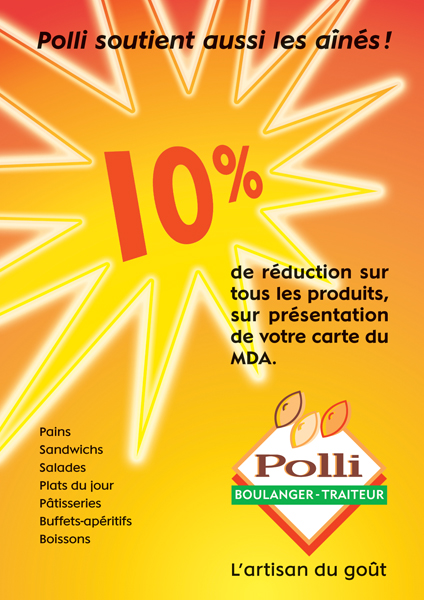 Polli soutient aussi les aînés !
10%
de réduction sur
tous les produits,
sur présentation
de votre carte du
MDA.
Pains
Sandwichs
Salades
Plats du jour
Pâtisseries
Buffets-apéritifs
Boissons
Polli
BOULANGER-TRAITEUR
L'artisan du goût